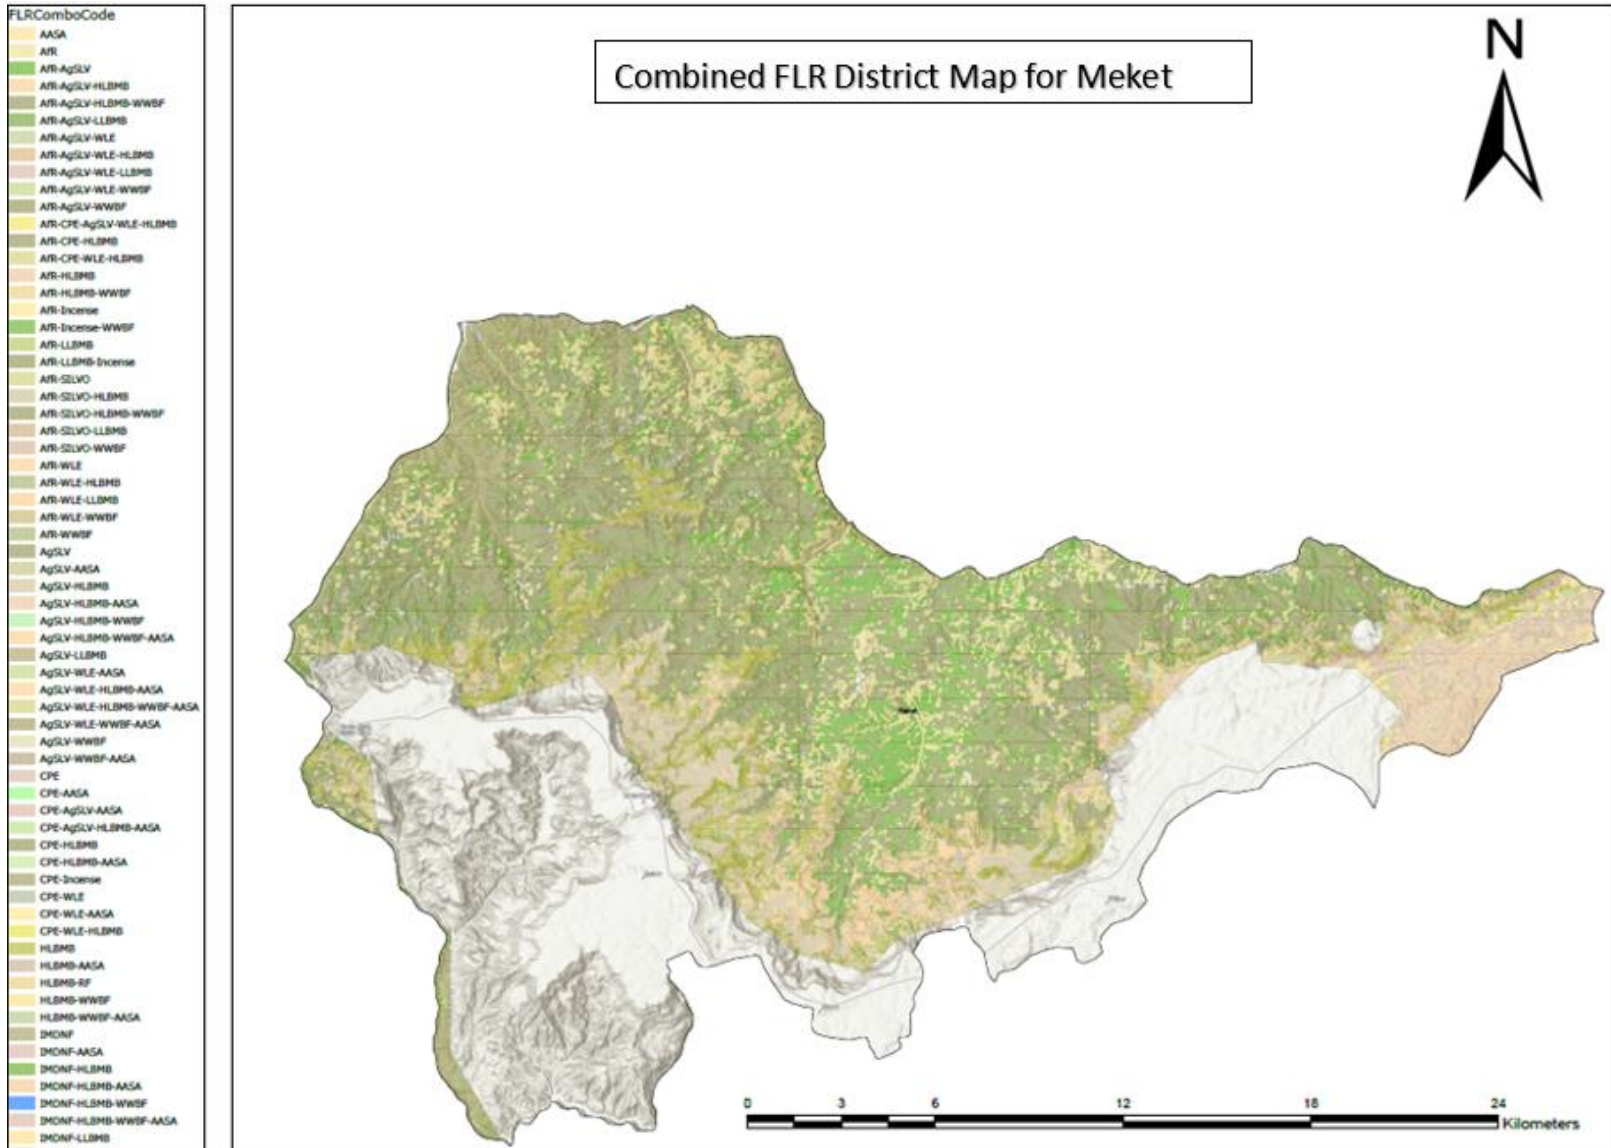 FLRComboCode
AASA
AfR
AfR-AgSLV
AfR-AgSLV-HLBMB
AfR-AgSLV-HLBMB-WWBF
AfR-AgSLV-LLBMB
AfR-AgSLV-WLE
AfR-AgSLV-WLE-HLBMB
AfR-AgSLV-WLE-LLBMB
AfR-AgSLV-WLE-WWBF
AfR-AgSLV-WWBF
AfR-CPE-AgSLV-WLE-HLBMB
AfR-CPE-HLBMB
AfR-CPE-WLE-HLBMB
AfR-HLBMB
AfR-HLBMB-WWBF
AfR-Incense
AfR-Incense-WWBF
AfR-LLBMB
AfR-LLBMB-Incense
AfR-SILVO
AfR-SILVO-HLBMB
AfR-SILVO-HLBMB-WWBF
AfR-SILVO-LLBMB
AfR-SILVO-WWBF
AfR-WLE
AfR-WLE-HLBMB
AfR-WLE-LLBMB
AfR-WLE-WWBF
AfR-WWBF
AgSLV
AgSLV-AASA
AgSLV-HLBMB
AgSLV-HLBMB-AASA
AgSLV-HLBMB-WWBF
AgSLV-HLBMB-WWBF-AASA
AgSLV-LLBMB
AgSLV-WLE-AASA
AgSLV-WLE-HLBMB-AASA
AgSLV-WLE-HLBMB-WWBF-AASA
AgSLV-WLE-WWBF-AASA
AgSLV-WWBF
AgSLV-WWBF-AASA
CPE
CPE-AASA
CPE-AgSLV-AASA
CPE-AgSLV-HLBMB-AASA
CPE-HLBMB
CPE-HLBMB-AASA
CPE-Incense
CPE-WLE
CPE-WLE-AASA
CPE-WLE-HLBMB
HLBMB
HLBMB-AASA
HLBMB-RF
HLBMB-WWBF
HLBMB-WWBF-AASA
IMONF
IMONF-AASA
IMONF-HLBMB
IMONF-HLBMB-AASA
IMONF-HLBMB-WWBF
IMONF-HLBMB-WWBF-AASA
IMONF-LLBMB
Combined FLR District Map for Meket
N
0 3 6 12 18 24
Kilometers